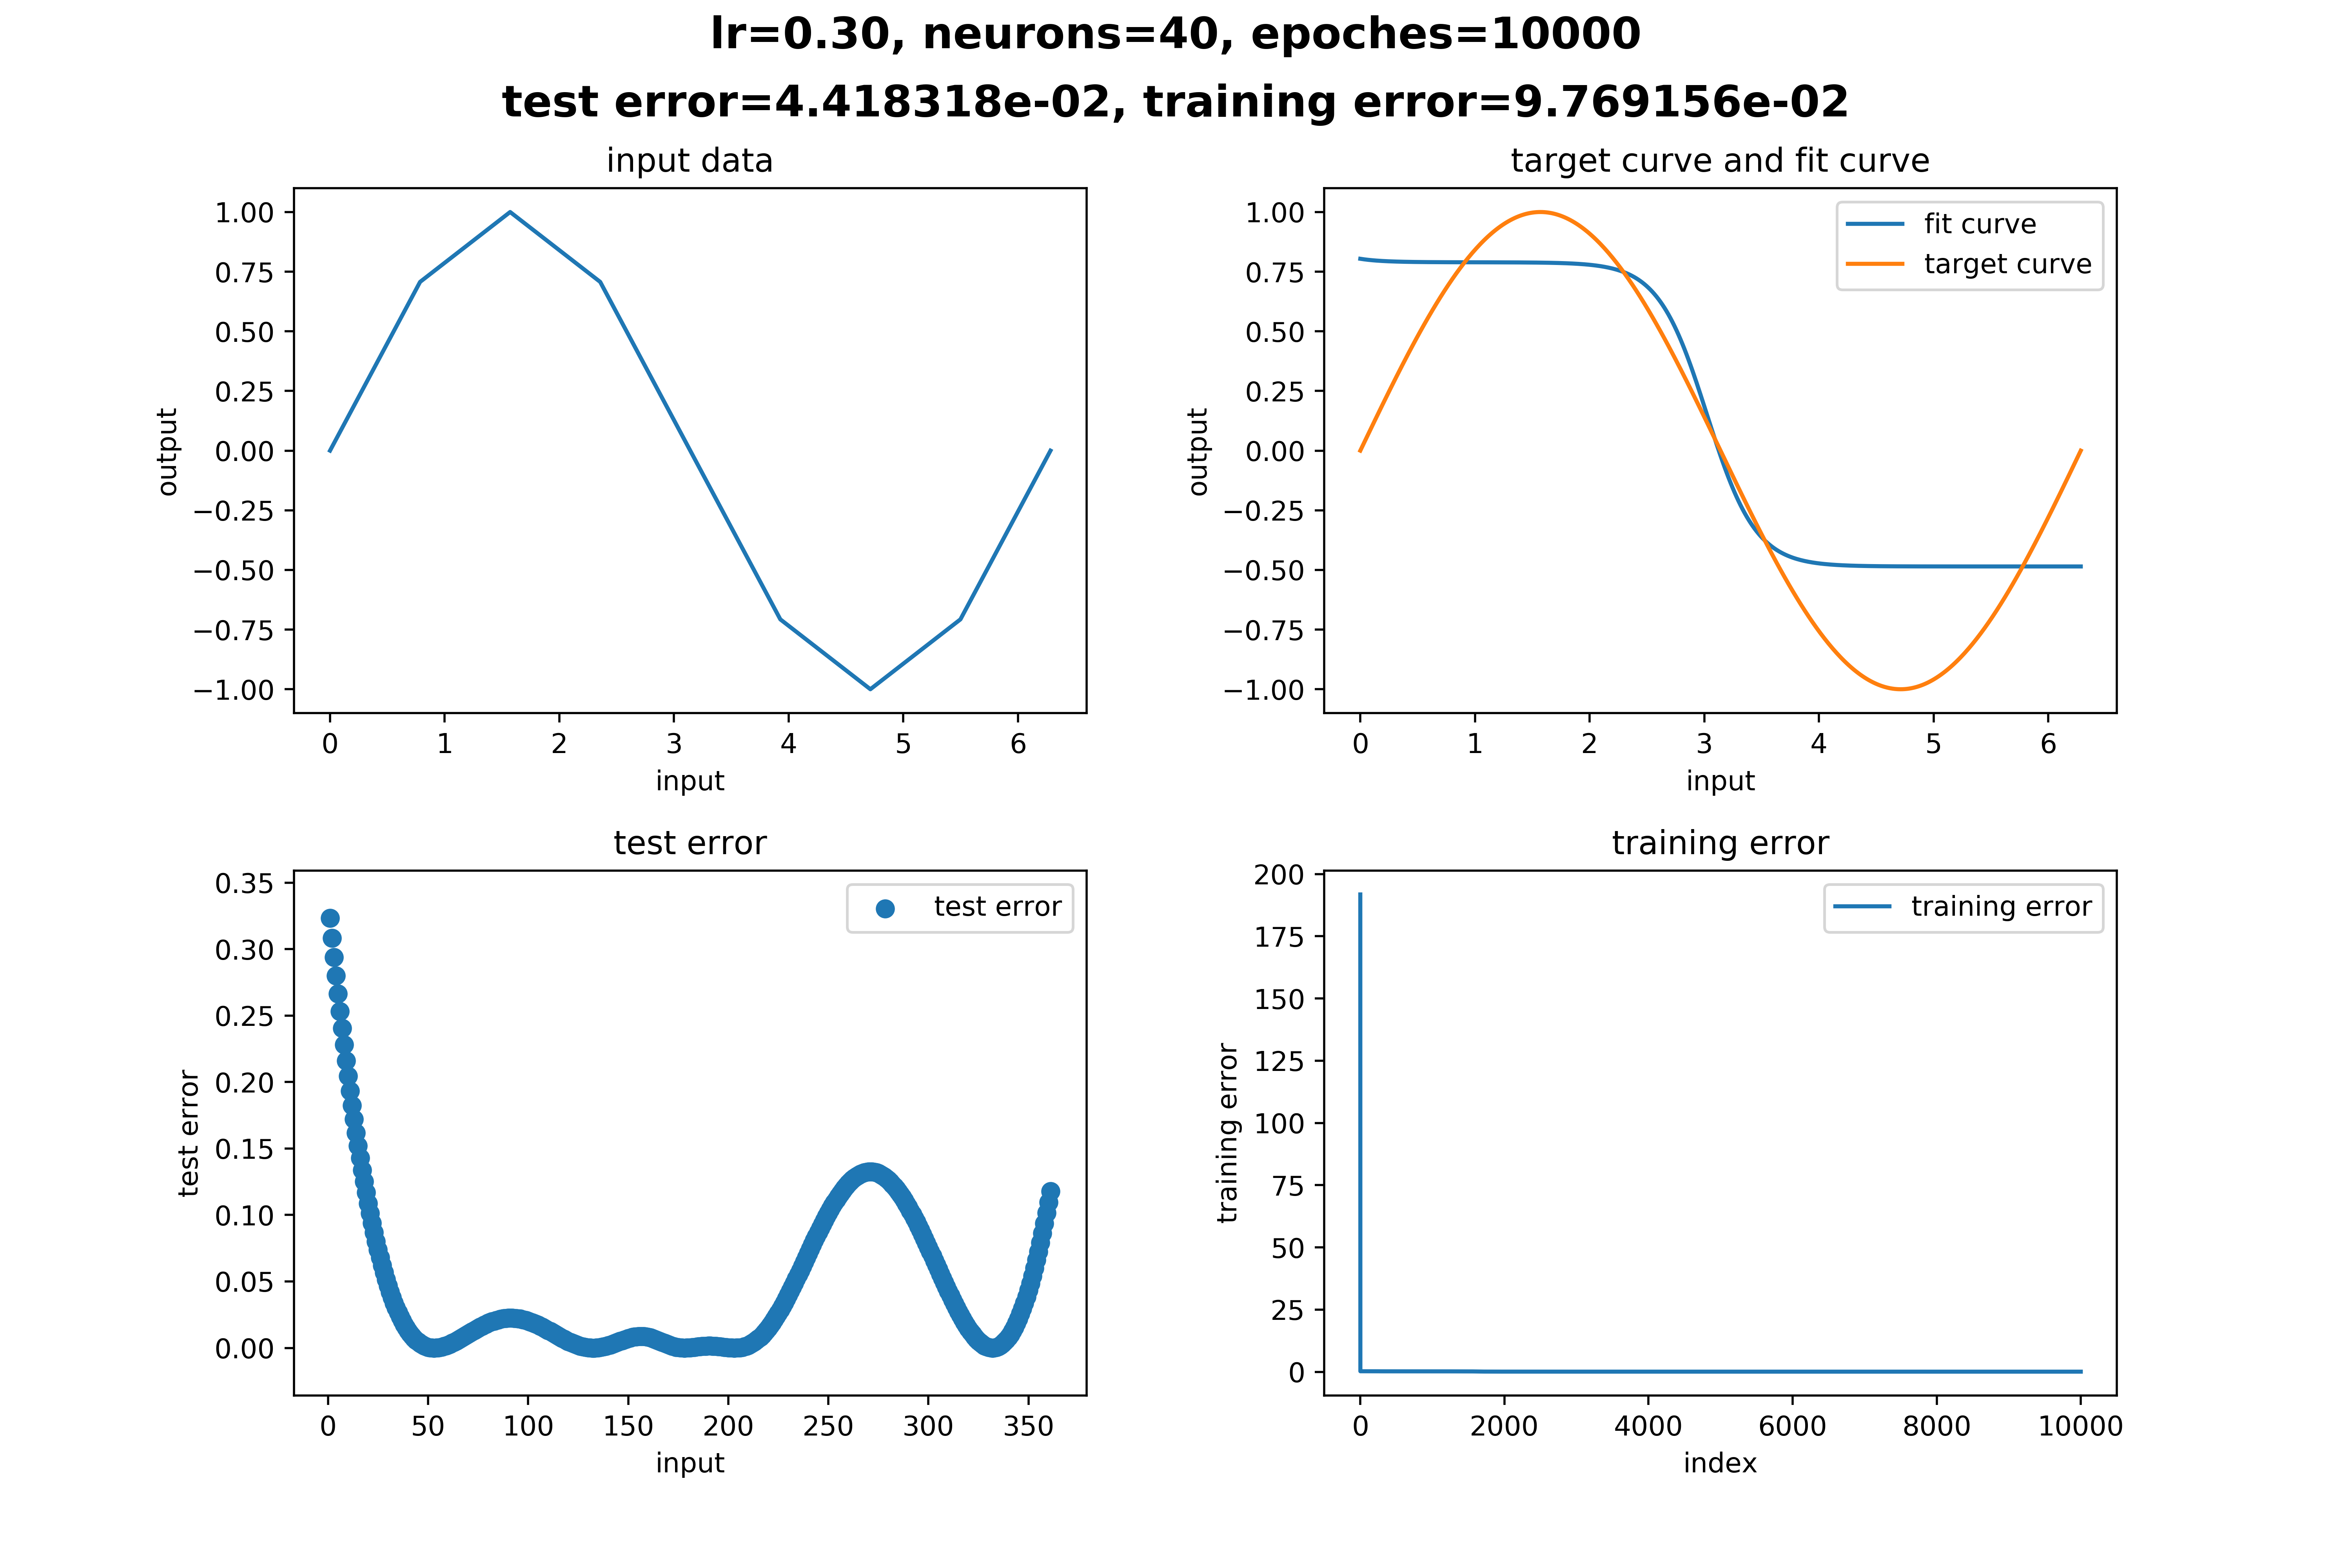 lr=0.30, neurons=40, epoches=10000
test error=4.418318e-02, training error=9.769156e-02
input data
1.00
0.75
0.50
0.25
0.00
−0.25
−0.50
−0.75
−1.00
output
0 1 2 3 4 5 6
input
target curve and fit curve
fit curve
target curve
1.00
0.75
0.50
0.25
0.00
−0.25
−0.50
−0.75
−1.00
output
0 1 2 3 4 5 6
input
test error
test error
0.35
0.30
0.25
0.20
0.15
0.10
0.05
0.00
test error
0 50 100 150 200 250 300 350
input
training error
training error
200
175
150
125
100
75
50
25
0
training error
0 2000 4000 6000 8000 10000
index